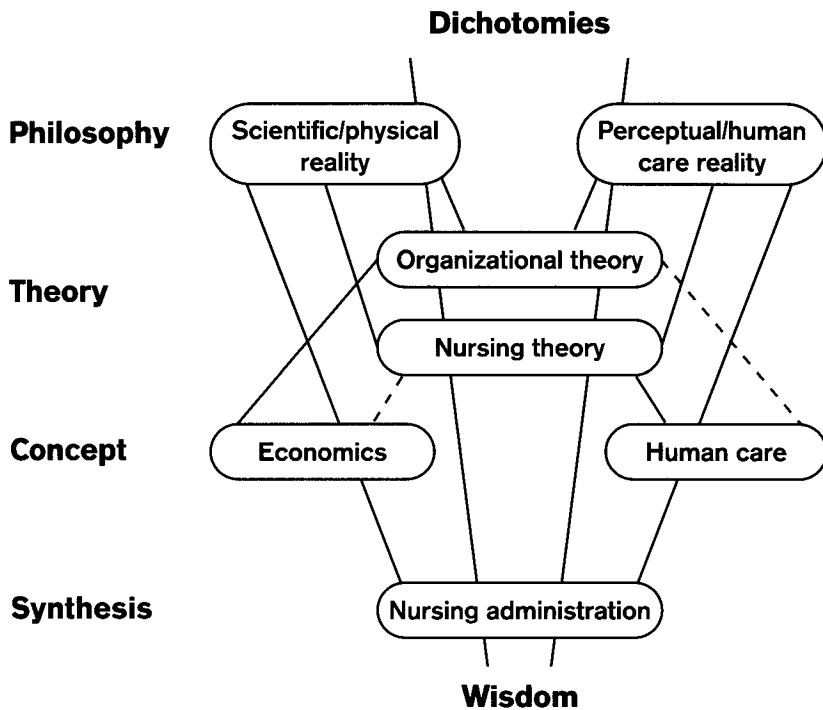 Dichotomies
Philosophy
Scientific/physical
reality
Perceptual/human
care reality
Organizational theory
Theory
Nursing theory
Concept
Economics
Human care
Synthesis
Nursing administration
Wisdom